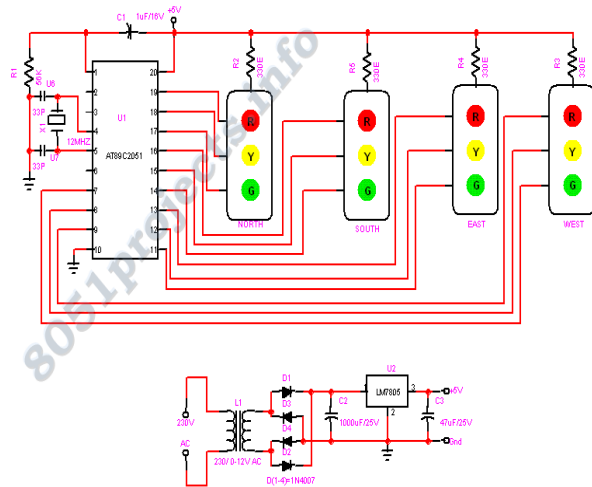 C1
1uF/16V
+5V
R1
56K
R2
330E
R5
330E
R4
330E
R3
330E
U6
33P
X1
12MHZ
U7
33P
U1
AT89C2051
1
2
3
4
5
6
7
8
9
10
20
19
18
17
16
15
14
13
12
11
R
Y
G
NORTH
R
Y
G
SOUTH
R
Y
G
EAST
R
Y
G
WEST
8051projects.info
230V
AC
L1
230/ 0-12V AC
D1
D3
D4
D2
D(1-4)=1N4007
C2
1000uF/25V
U2
LM7805
1
2
3
C3
47uF/25V
+5V
Gnd